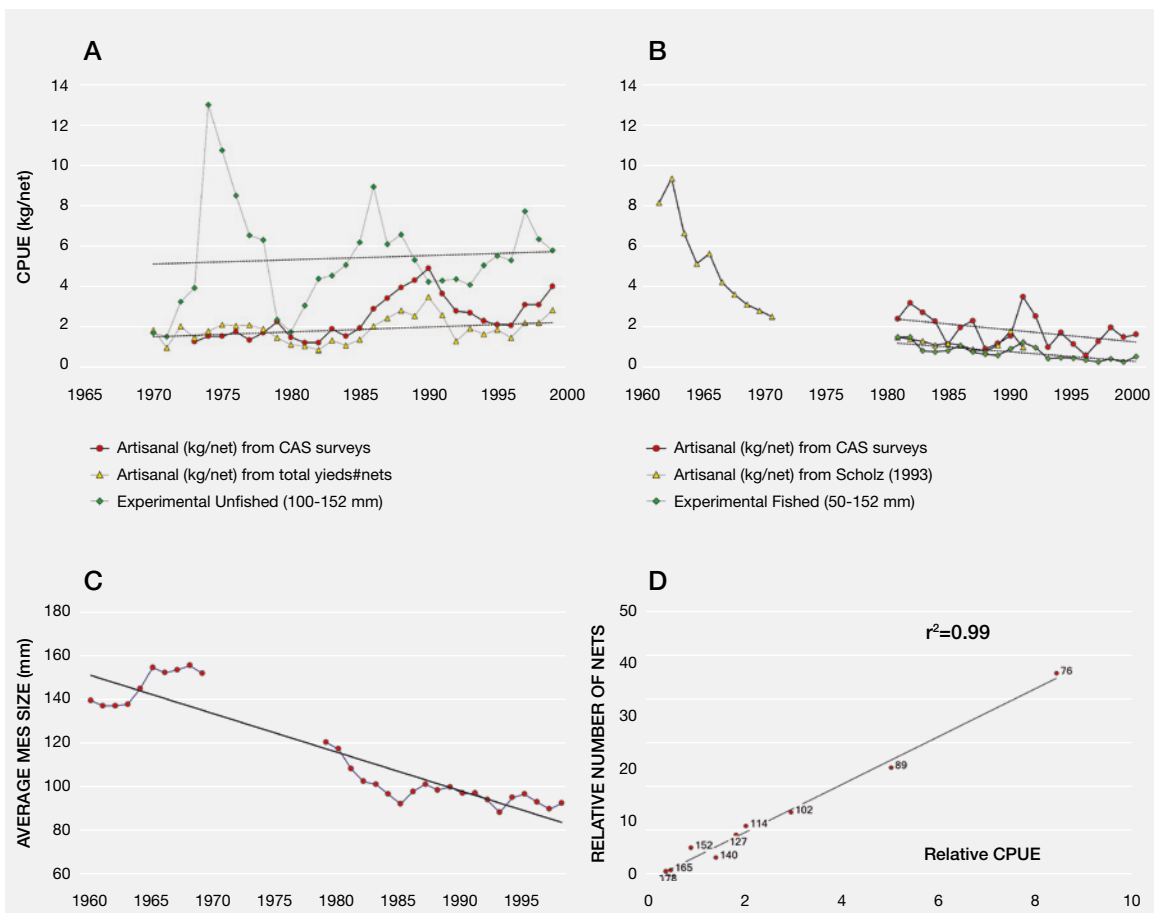 A
CPUE (kg/net)
14
12
10
8
6
4
2
0
1965 1970 1975 1980 1985 1990 1995 2000
Artisanal (kg/net) from CAS surveys
Artisanal (kg/net) from total yieds#nets
Experimental Unfished (100-152 mm)
B
14
12
10
8
6
4
2
0
1960 1965 1970 1980 1985 1991 1995 2000
Artisanal (kg/net) from CAS surveys
Artisanal (kg/net) from Scholz (1993)
Experimental Fished (50-152 mm)
C
AVERAGE MES SIZE (mm)
180
160
140
120
100
80
60
1960 1965 1970 1970 1980 1985 1990 1995
D
RELATIVE NUMBER OF NETS
50
40
30
20
10
0
r²=0.99
76
89
102
114
127
152
140
165
178
Relative CPUE
0 2 4 6 8 10